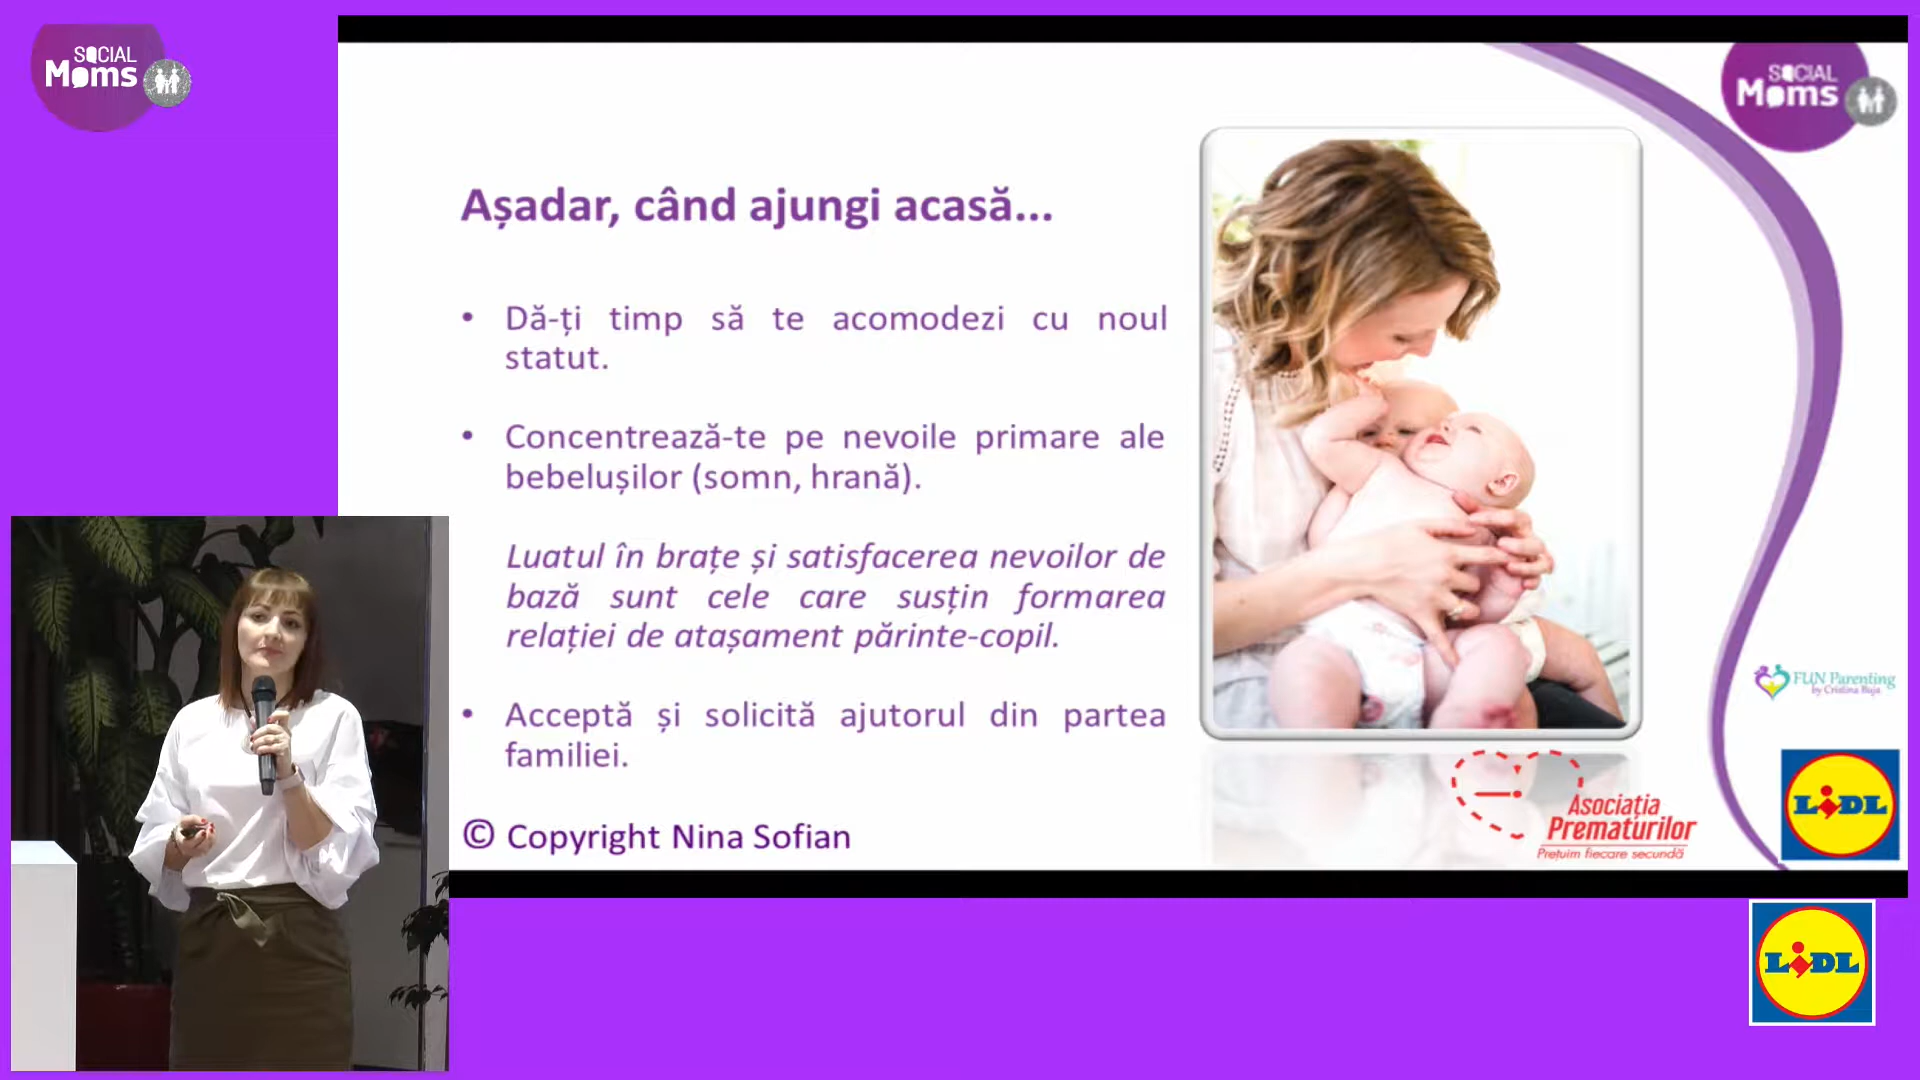 SOCIAL
Moms
SOCIAL
Moms
Așadar, când ajungi acasă...
• Dă-ți timp să te acomodezi cu noul
statut.
• Concentrează-te pe nevoile primare ale
bebelușilor (somn, hrană).
Luatul în brațe și satisfacerea nevoilor de
bază sunt cele care susțin formarea
relației de atașament părinte-copil.
• Acceptă și solicită ajutorul din partea
familiei.
© Copyright Nina Sofian
FUN Parenting
by Cristina Buja
Asociația
Prematurilor
Prețuim fiecare secundă
LIDL
LIDL